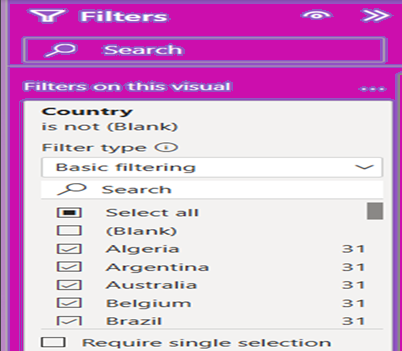 Filters
Search
Filters on this visual
Country
is not (Blank)
Filter type
Basic filtering
Search
Select all
(Blank)
Algeria 31
Argentina 31
Australia 31
Belgium 31
Brazil 31
Require single selection